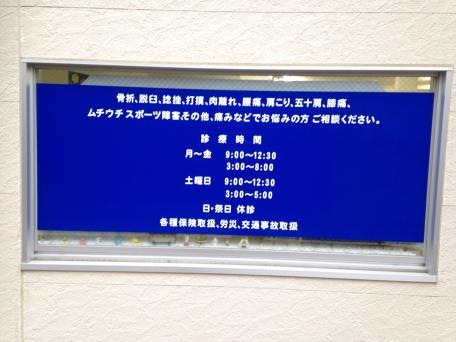 骨折、脱臼、捻挫、打撲、肉離れ、腰痛、肩こり、五十肩、膝痛、
ムチウチ スポーツ障害その他、痛みなどでお悩みの方 ご相談ください。
診療時間
月〜金 9:00〜12:30
3:00〜8:00
土曜日 9:00〜12:30
3:00〜5:00
日・祭日 休診
各種保険取扱、労災、交通事故取扱